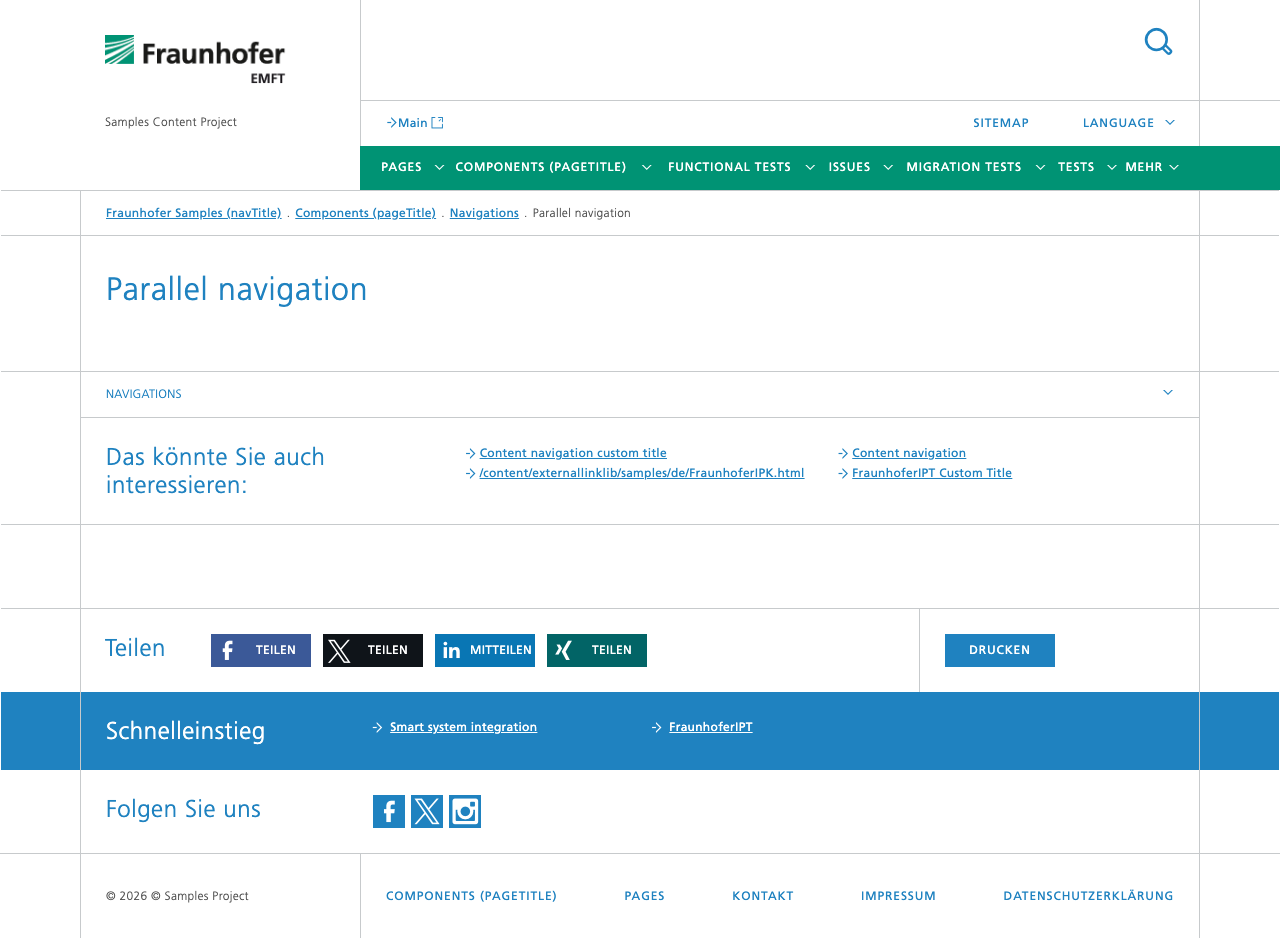 Fraunhofer
EMFT
Samples Content Project
Main
SITEMAP
LANGUAGE
PAGES COMPONENTS (PAGETITLE) FUNCTIONAL TESTS ISSUES MIGRATION TESTS TESTS MEHR
Fraunhofer Samples (navTitle) . Components (pageTitle) . Navigations . Parallel navigation
Parallel navigation
NAVIGATIONS
Das könnte Sie auch
interessieren:
Content navigation custom title
/content/externallinklib/samples/de/FraunhoferIPK.html
Content navigation
FraunhoferIPT Custom Title
Teilen
TEILEN
TEILEN
MITTEILEN
TEILEN
DRUCKEN
Schnelleinstieg
Smart system integration
FraunhoferIPT
Folgen Sie uns
© 2026 © Samples Project
COMPONENTS (PAGETITLE) PAGES KONTAKT IMPRESSUM DATENSCHUTZERKLÄRUNG